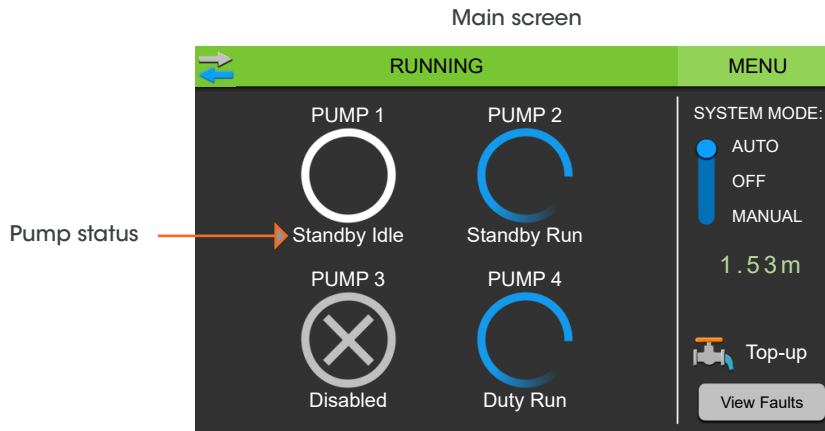 Main screen
RUNNING
MENU
PUMP 1
PUMP 2
Standby Idle
Standby Run
PUMP 3
PUMP 4
Disabled
Duty Run
SYSTEM MODE:
AUTO
OFF
MANUAL
1.53m
Top-up
View Faults
Pump status